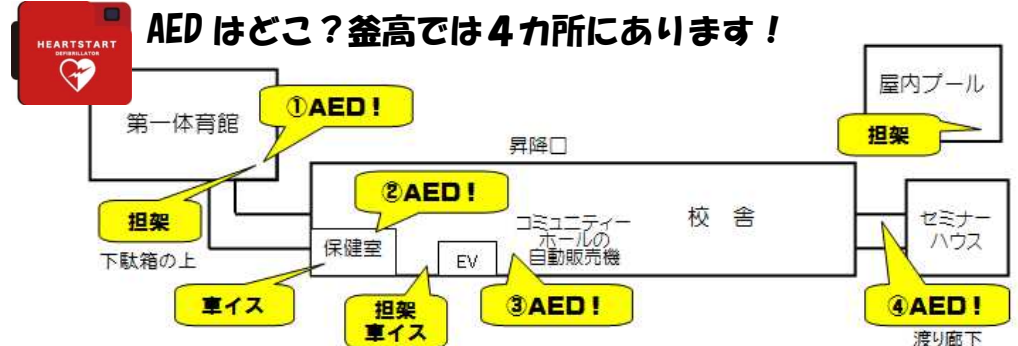 AEDはどこ？釜高では４カ所にあります！
HEARTSTART
DEFIBRILLATOR
第一体育館
①AED！
屋内プール
担架
昇降口
②AED！
担架
下駄箱の上
校　舎
コミュニティー
ホールの
自動販売機
セミナー
ハウス
保健室
EV
車イス
担架
車イス
③AED！
④AED！
渡り廊下